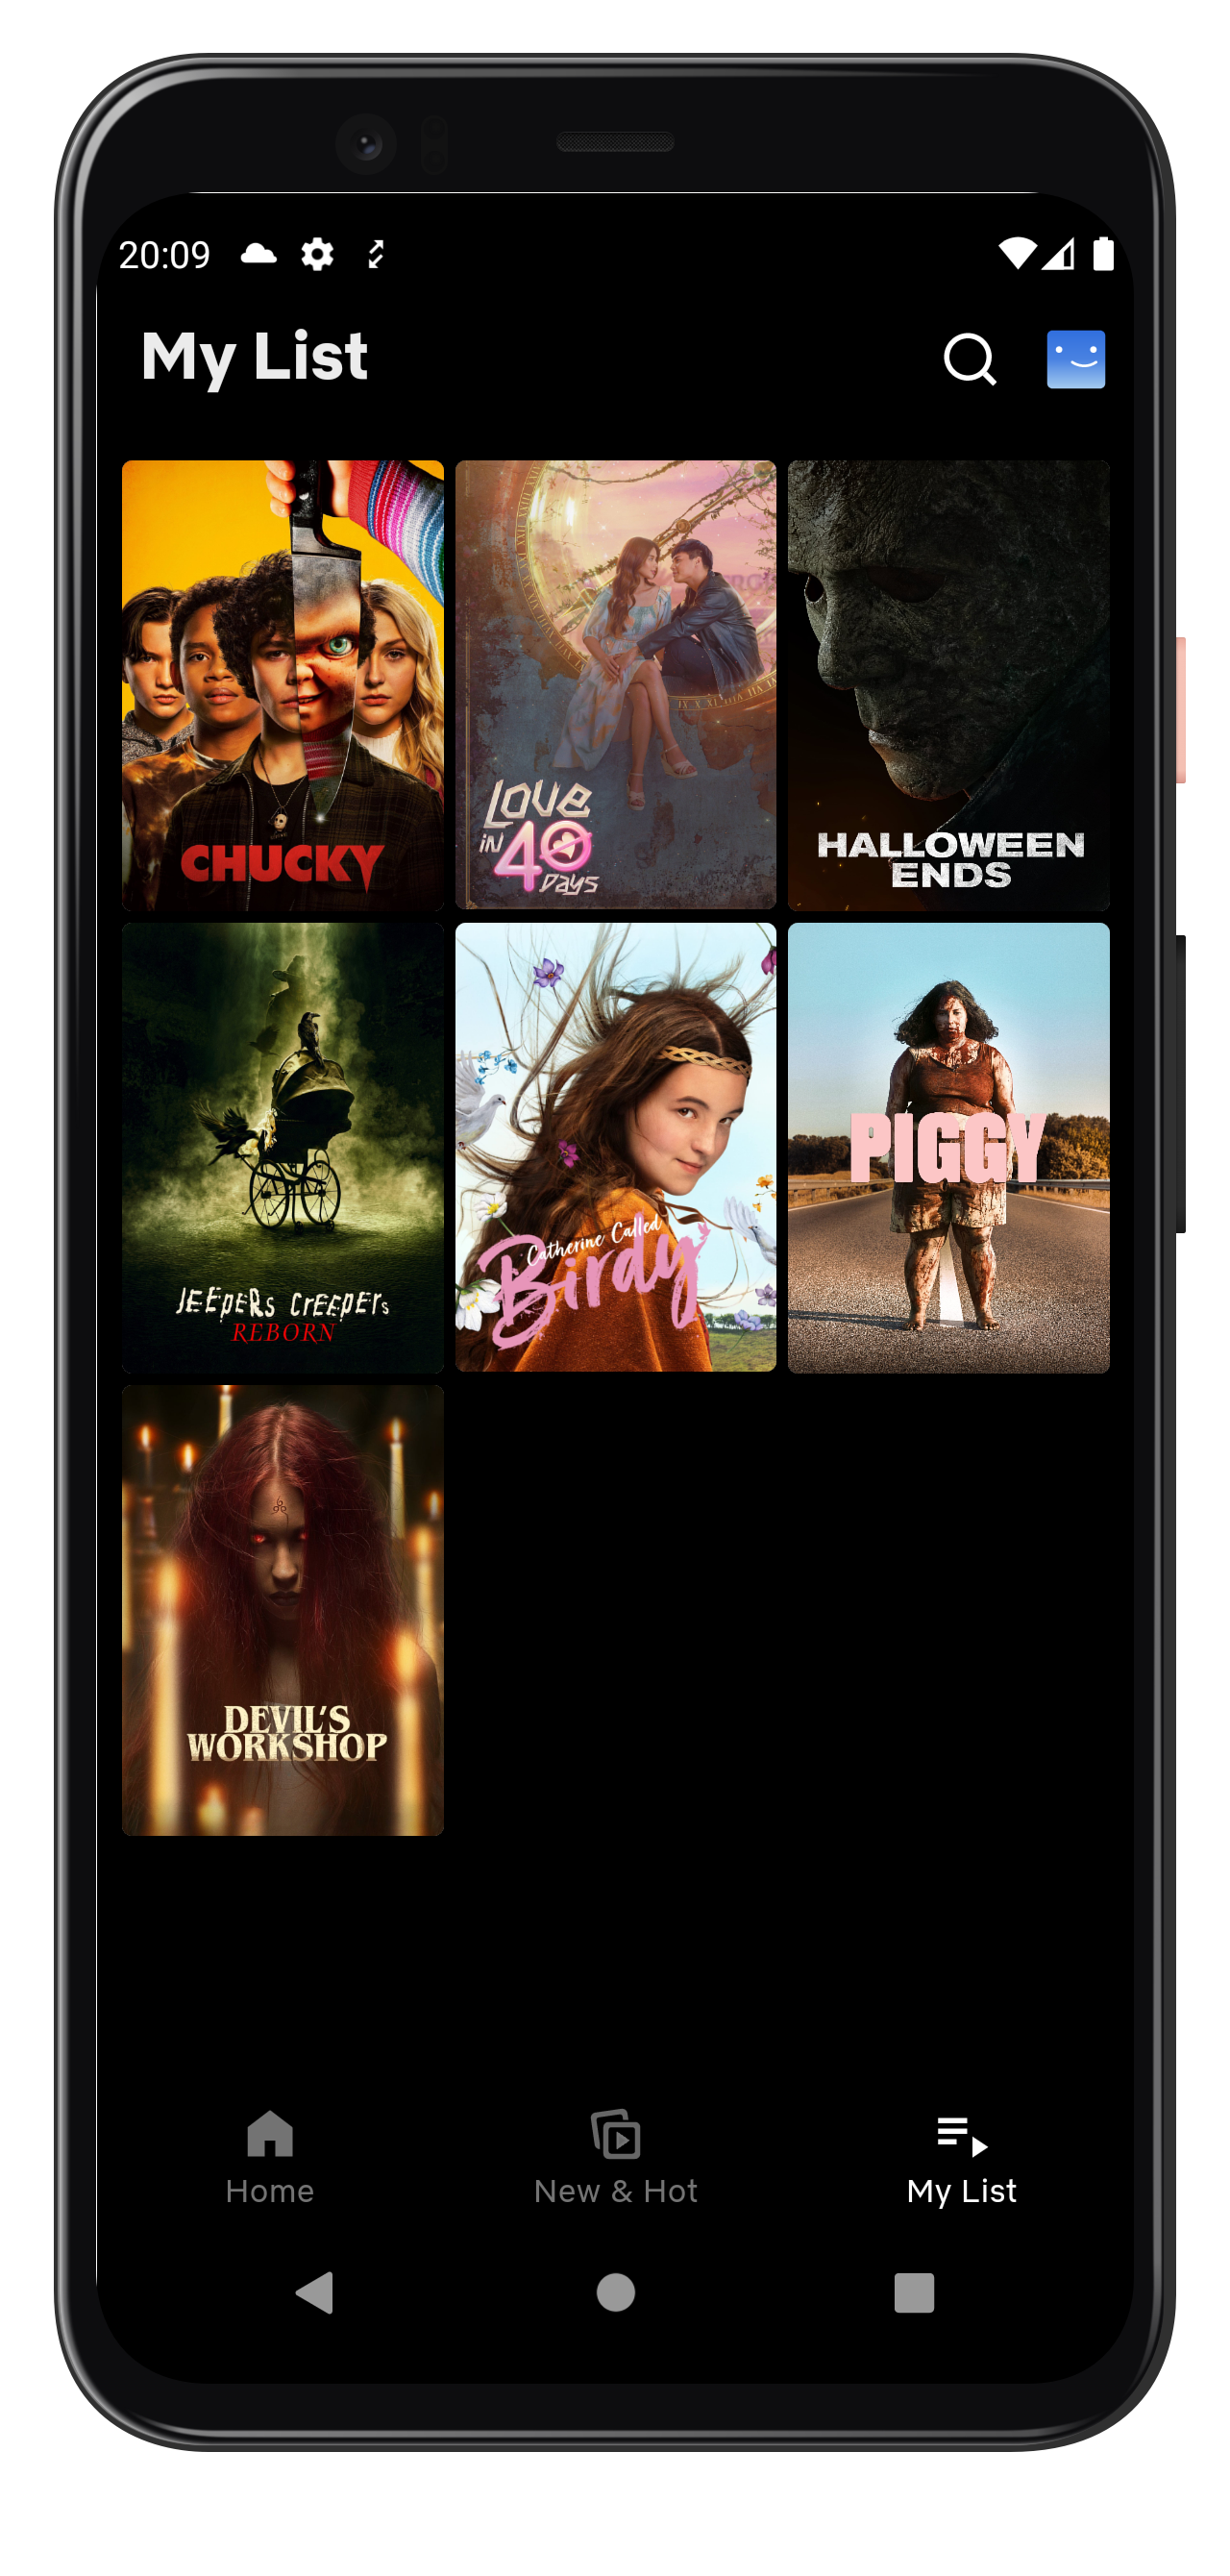 20:09
My List
CHUCKY
LOVE
IN 40
DAYS
HALLOWEEN
ENDS
JEEPERS CREEPERS
REBORN
Catherine Called
Birdy
PIGGY
DEVIL'S
WORKSHOP
Home
New & Hot
My List